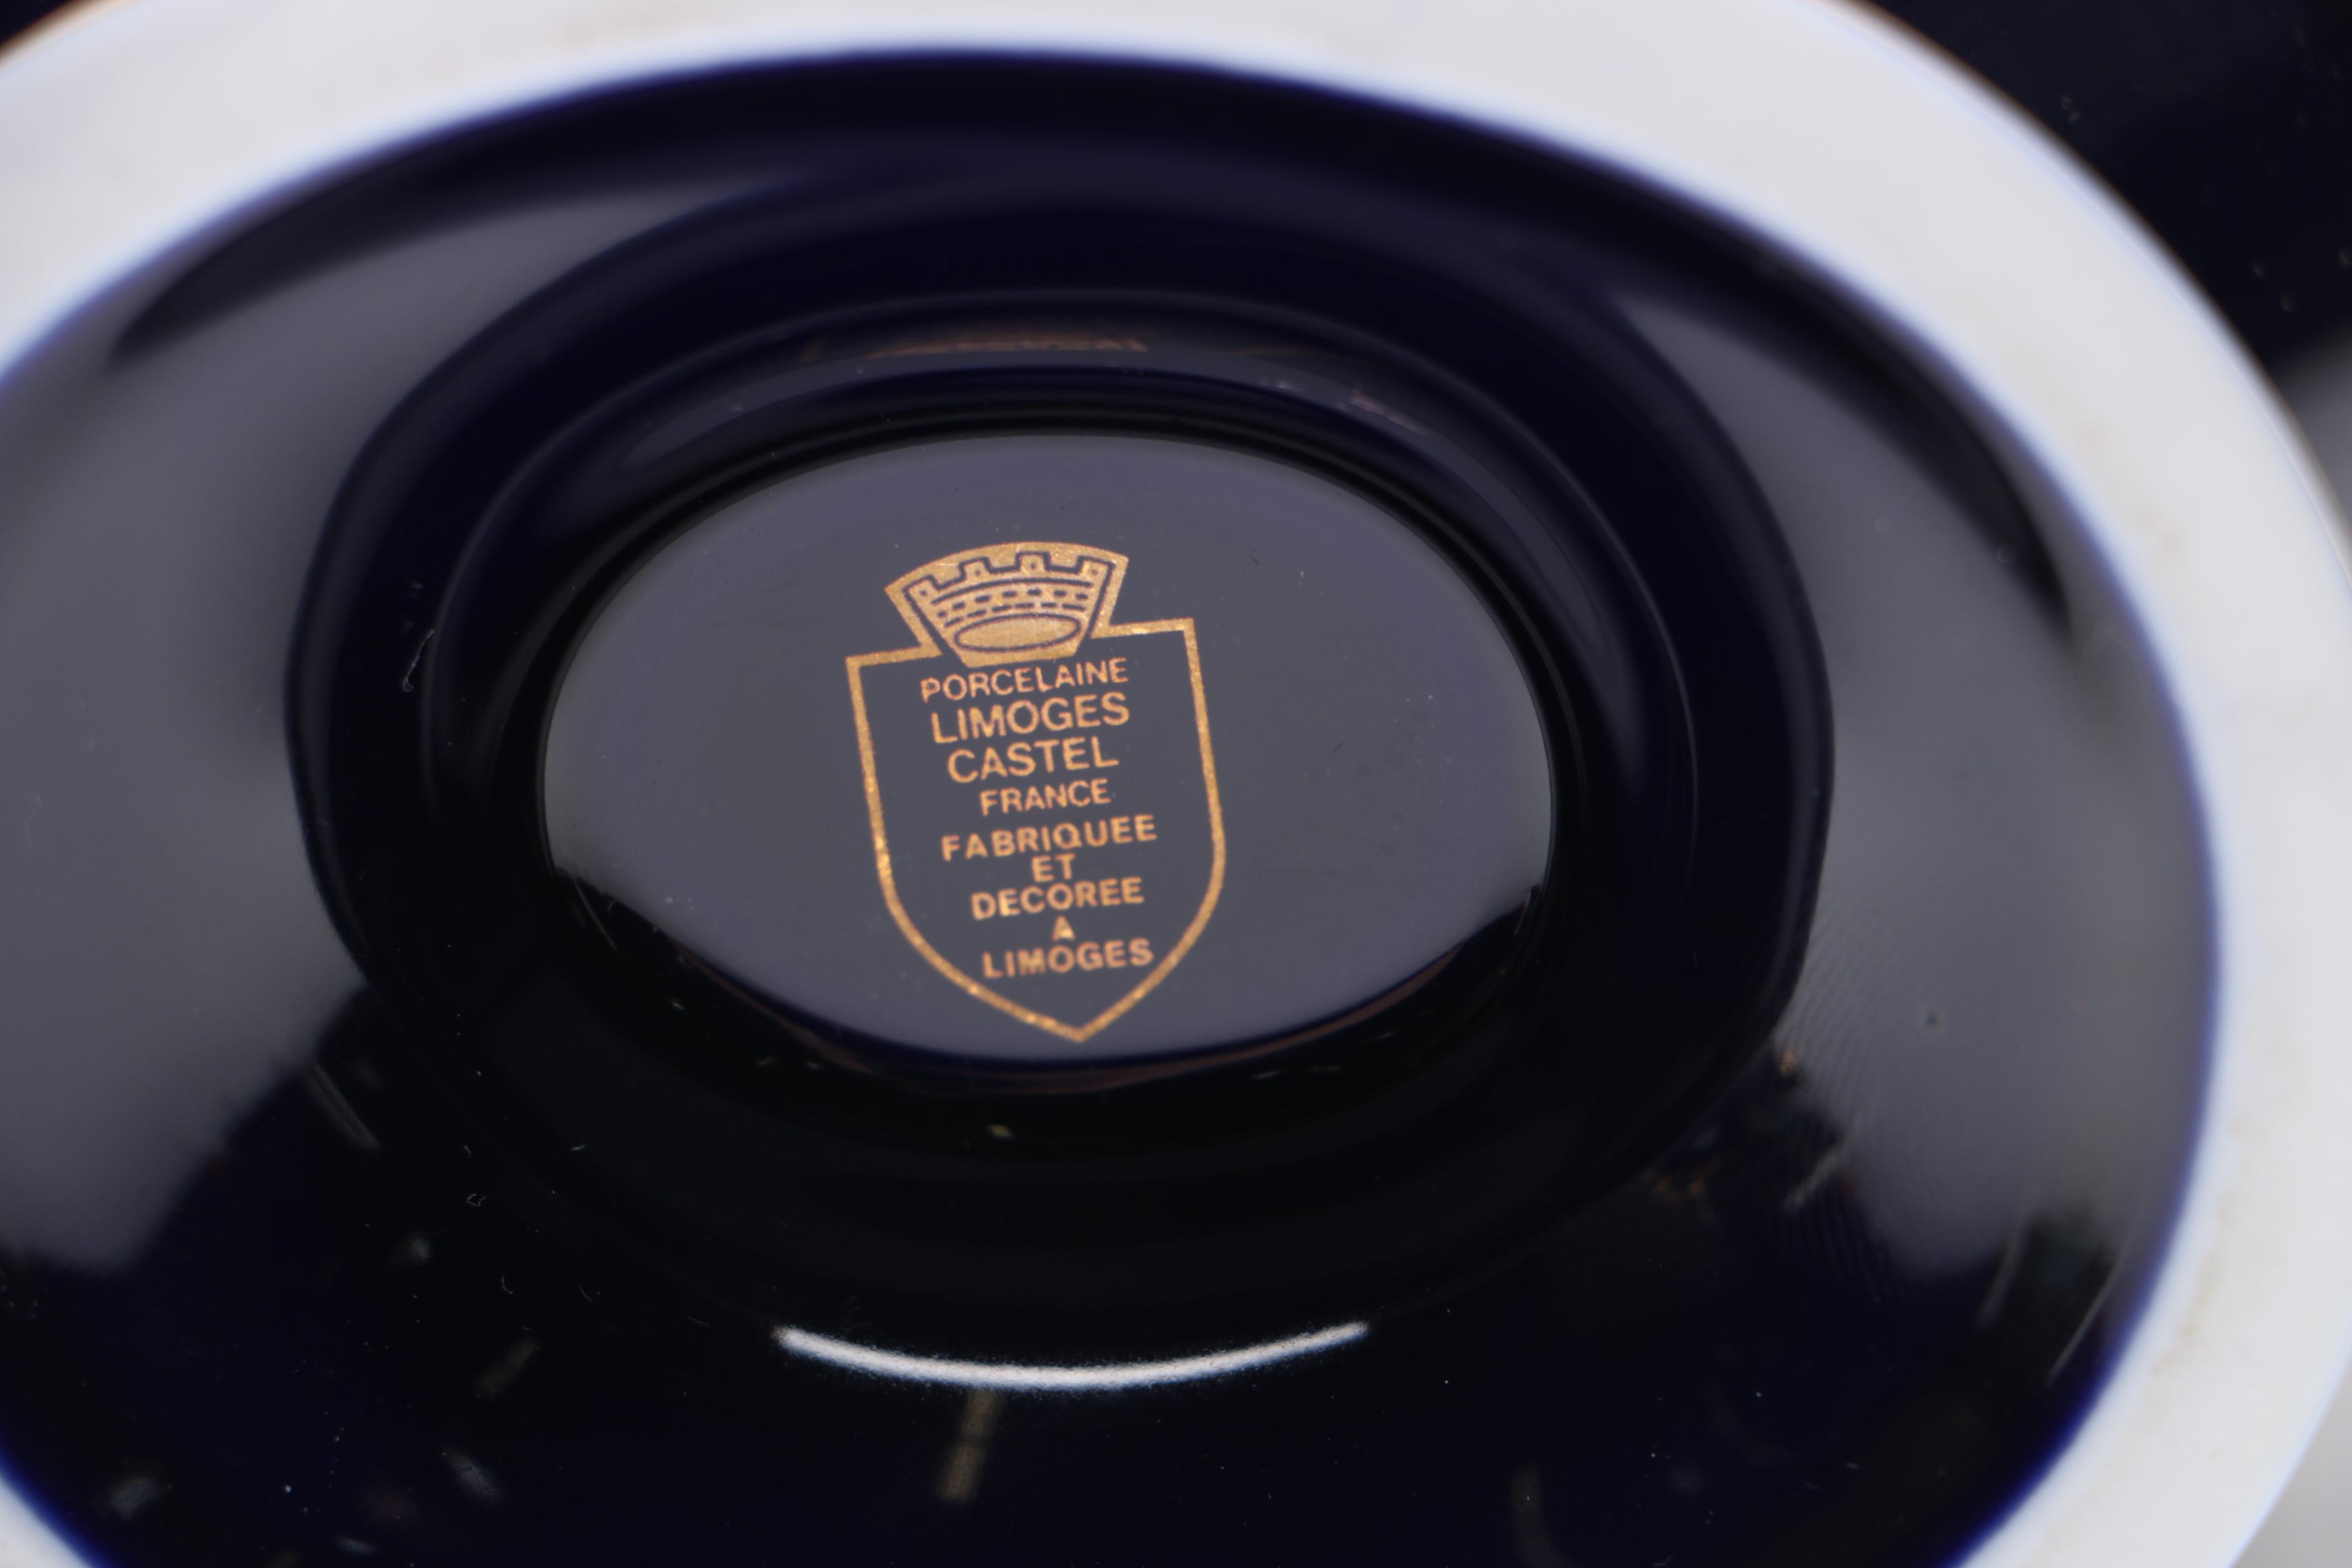 PORCELAINE
LIMOGES
CASTEL
FRANCE
FABRIQUEE
ET
DECOREE
A
LIMOGES